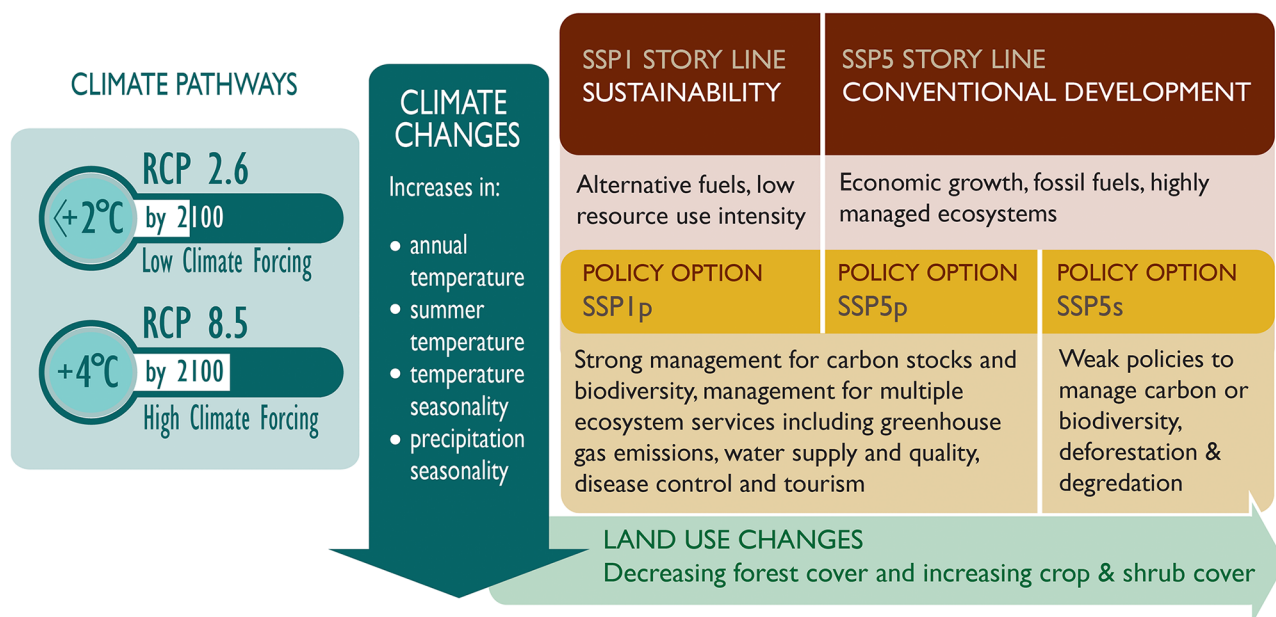 CLIMATE PATHWAYS
RCP 2.6
<+2°C
by 2100
Low Climate Forcing
RCP 8.5
+4°C
by 2100
High Climate Forcing
CLIMATE
CHANGES
Increases in:
• annual
temperature
• summer
temperature
• temperature
seasonality
• precipitation
seasonality
SSP1 STORY LINE
SUSTAINABILITY
Alternative fuels, low
resource use intensity
SSP5 STORY LINE
CONVENTIONAL DEVELOPMENT
Economic growth, fossil fuels, highly
managed ecosystems
POLICY OPTION
SSP1p
POLICY OPTION
SSP5p
POLICY OPTION
SSP5s
Strong management for carbon stocks and
biodiversity, management for multiple
ecosystem services including greenhouse
gas emissions, water supply and quality,
disease control and tourism
Weak policies to
manage carbon or
biodiversity,
deforestation &
degredation
LAND USE CHANGES
Decreasing forest cover and increasing crop & shrub cover